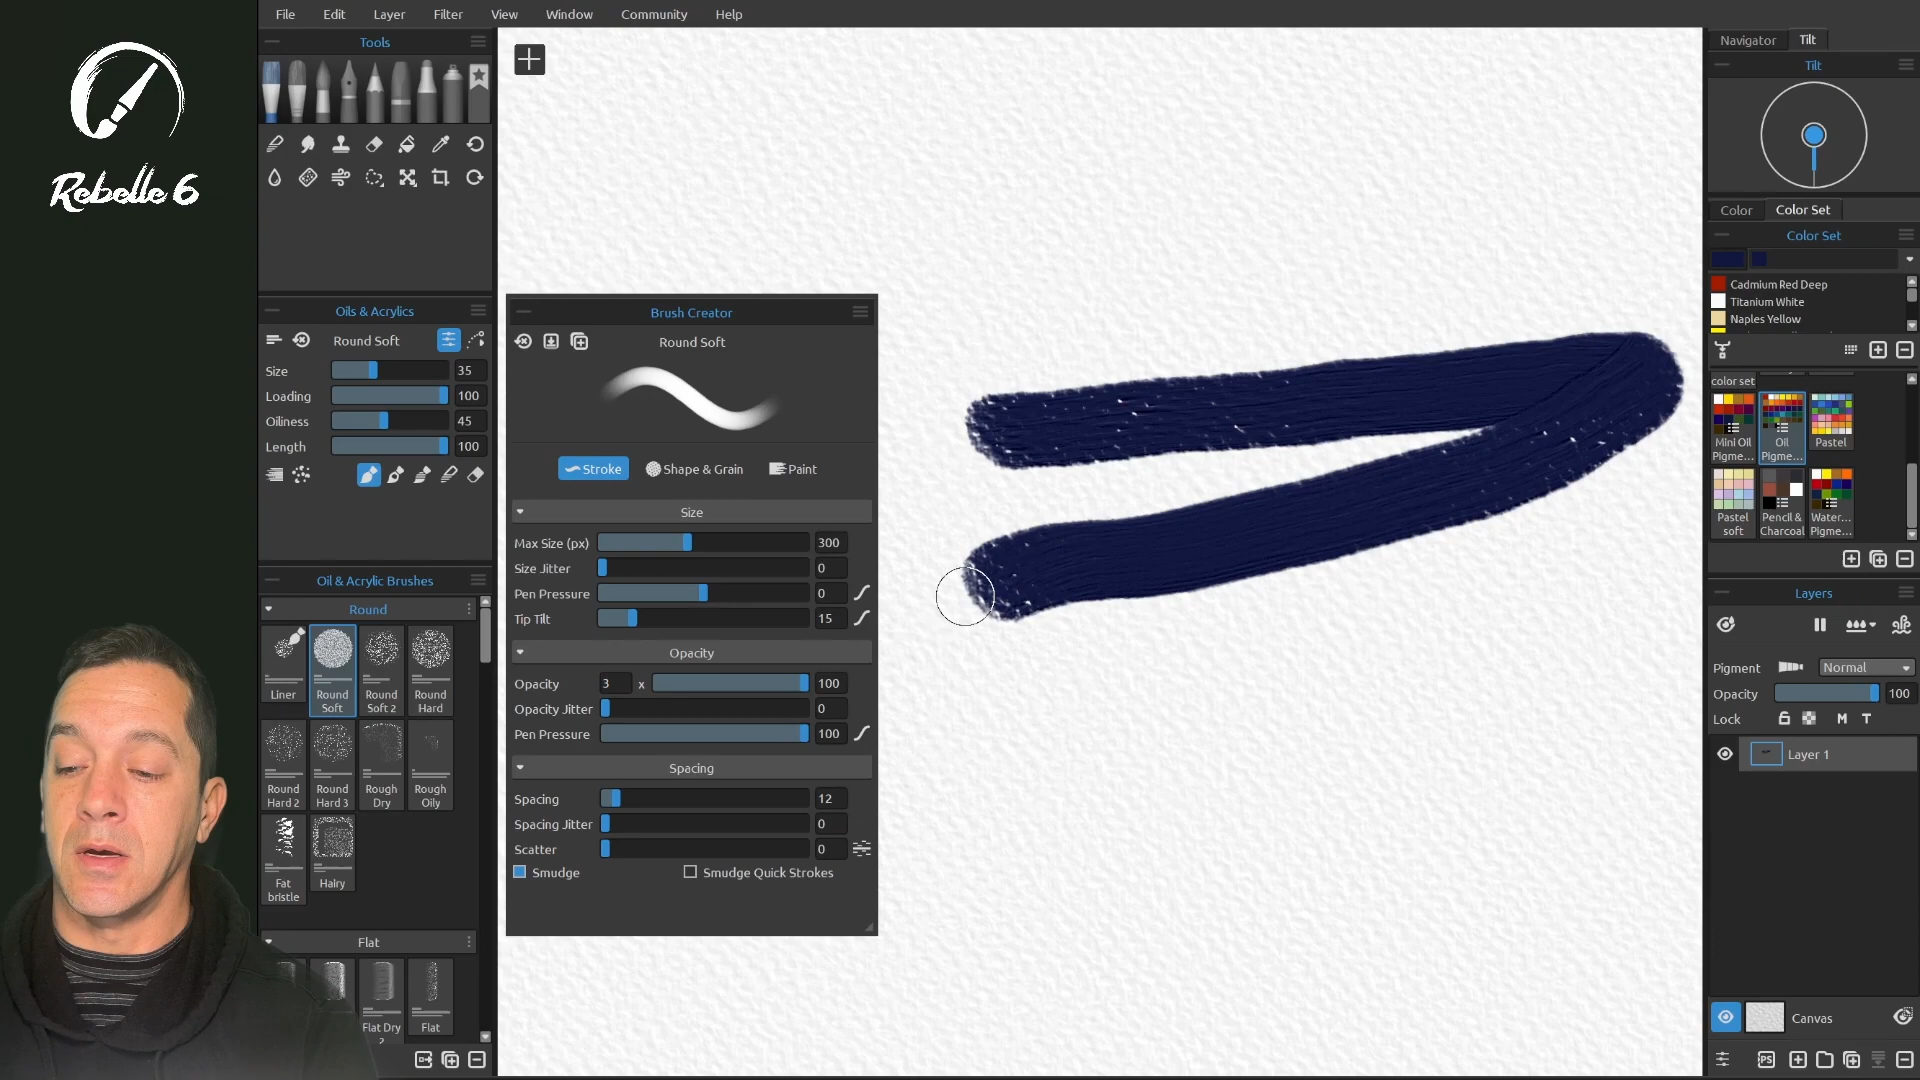 Rebelle 6
File Edit Layer Filter View Window Community Help
Tools
Oils & Acrylics
Round Soft
Size 35
Loading 100
Oiliness 45
Length 100
Oil & Acrylic Brushes
Round
Liner
Round
Soft
Round
Soft 2
Round
Hard
Round
Hard 2
Round
Hard 3
Rough
Dry
Rough
Oily
Fat
bristle
Hairy
Flat
Flat Dry
2
Flat
Brush Creator
Round Soft
Stroke Shape & Grain Paint
Size
Max Size (px) 300
Size Jitter 0
Pen Pressure 0
Tip Tilt 15
Opacity
Opacity 3 x 100
Opacity Jitter 0
Pen Pressure 100
Spacing
Spacing 12
Spacing Jitter 0
Scatter 0
Smudge Smudge Quick Strokes
Navigator Tilt
Tilt
Color Color Set
Color Set
Cadmium Red Deep
Titanium White
Naples Yellow
color set
Mini Oil
Pigme...
Oil
Pigme...
Pastel
Pastel
soft
Pencil &
Charcoal
Water...
Pigme...
Layers
Pigment Normal
Opacity 100
Lock M T
Layer 1
Canvas
PS